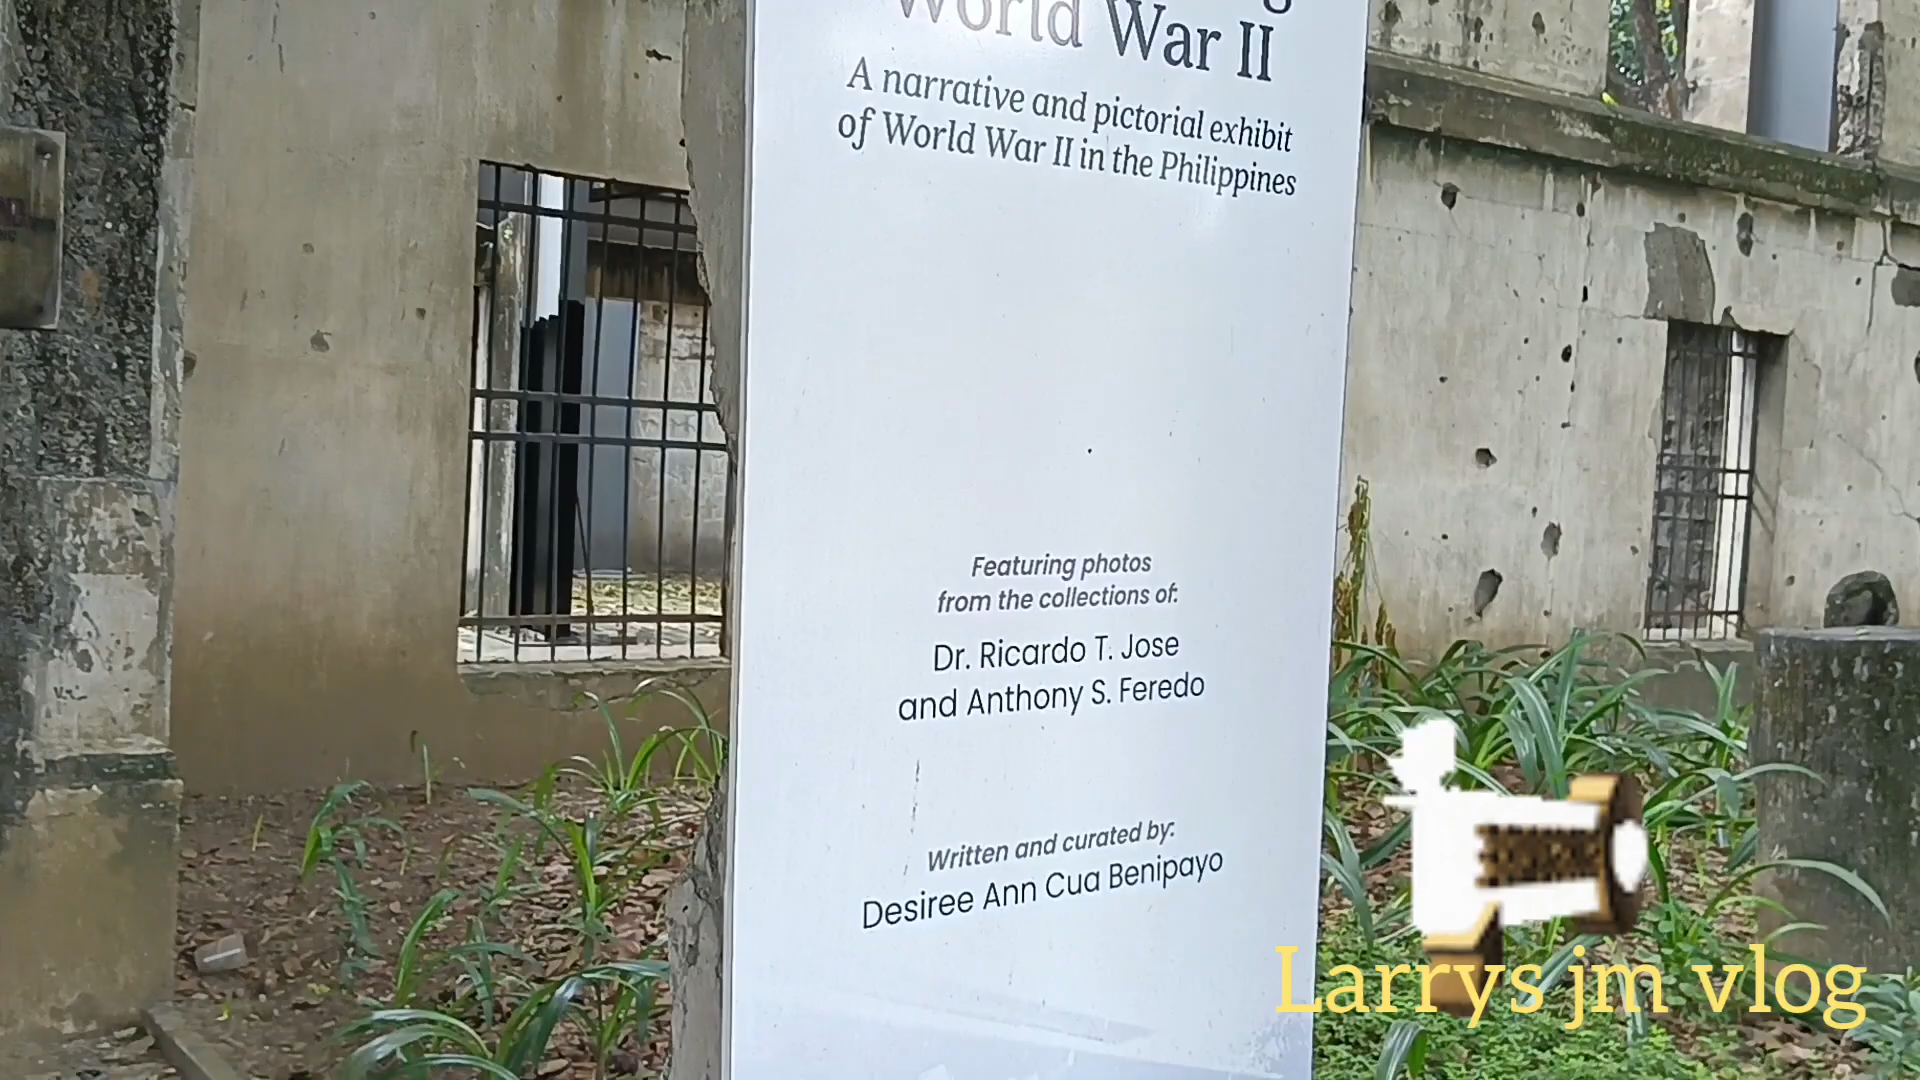 World War II
A narrative and pictorial exhibit
of World War II in the Philippines
Featuring photos
from the collections of:
Dr. Ricardo T. Jose
and Anthony S. Feredo
Written and curated by:
Desiree Ann Cua Benipayo
Larrys jm vlog